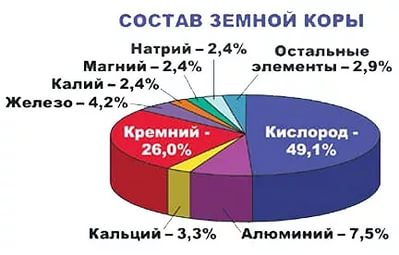 СОСТАВ ЗЕМНОЙ КОРЫ
Натрий – 2,4%
Магний – 2,4%
Калий – 2,4%
Железо – 4,2%
Остальные
элементы – 2,9%
Кремний -
26,0%
Кислород -
49,1%
Кальций – 3,3%
Алюминий – 7,5%